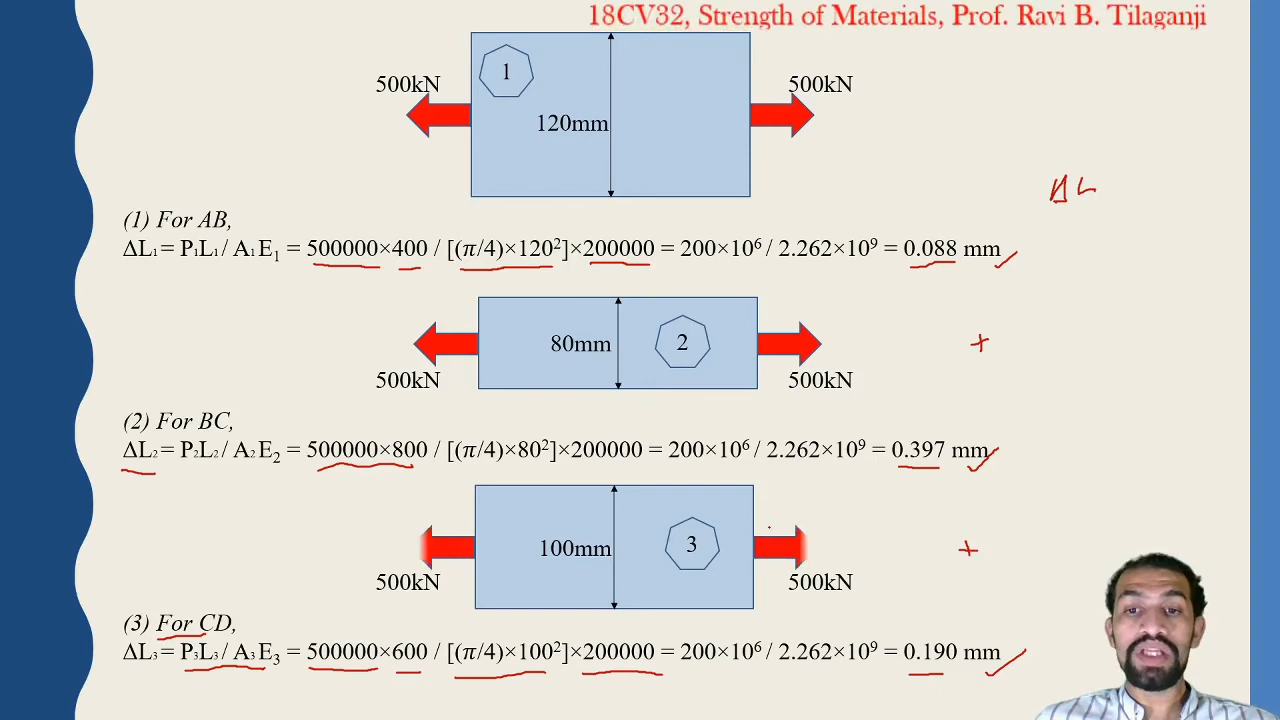 18CV32, Strength of Materials, Prof. Ravi B. Tilaganji
500kN
1
500kN
120mm
ΔL
(1) For AB,
ΔL₁= P₁L₁/ A₁E₁ = 500000×400 / [(π/4)×120²]×200000 = 200×10⁶/ 2.262×10⁹ = 0.088 mm
80mm
2
+
500kN
500kN
(2) For BC,
ΔL₂= P₂L₂/ A₂E₂ = 500000×800 / [(π/4)×80²]×200000 = 200×10⁶/ 2.262×10⁹ = 0.397 mm
100mm
3
+
500kN
500kN
(3) For CD,
ΔL₃= P₃L₃/ A₃E₃ = 500000×600 / [(π/4)×100²]×200000 = 200×10⁶/ 2.262×10⁹ = 0.190 mm